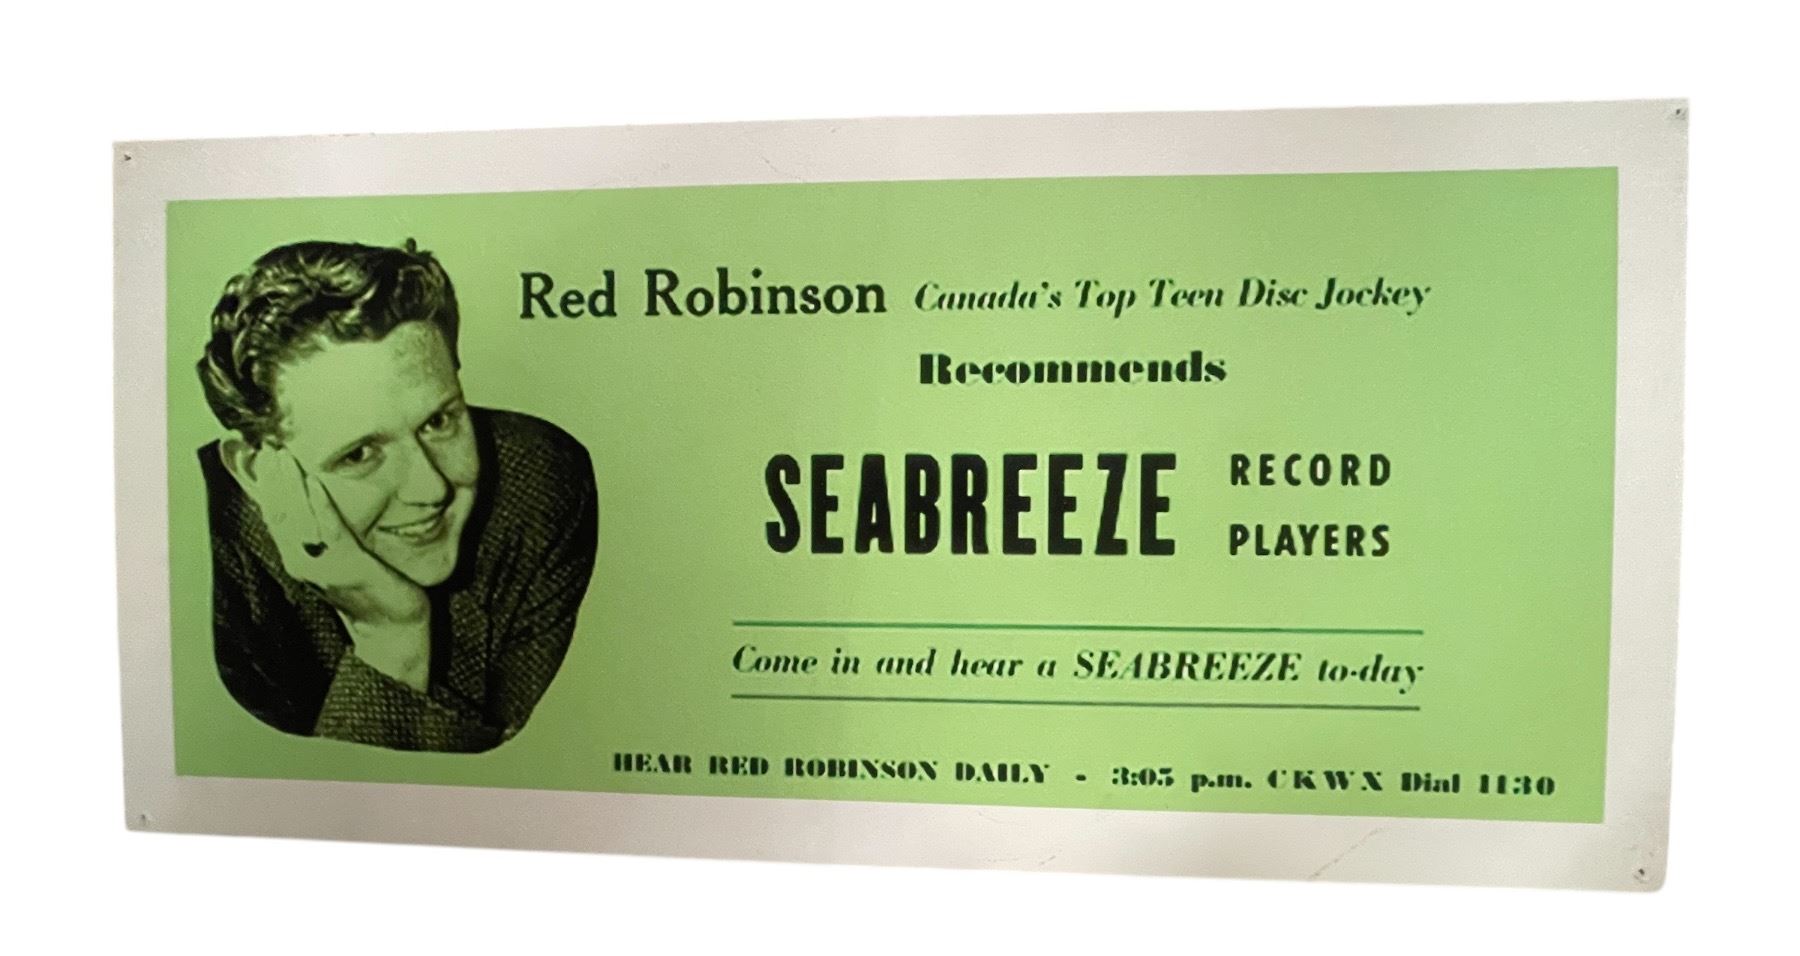 Red Robinson Canada's Top Teen Disc Jockey
Recommends
SEABREEZE RECORD PLAYERS
Come in and hear a SEABREEZE to-day
HEAR RED ROBINSON DAILY - 3:05 p.m. CKWX Dial 1130